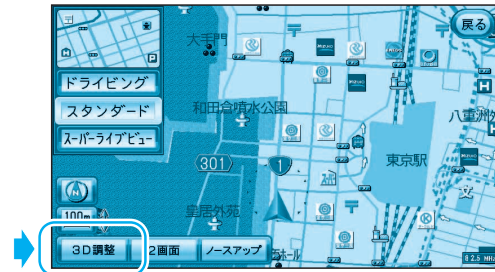 戻る
大手門
ドライビング
スタンダード
スーパーライブビュー
和田倉噴水公園
八重洲
301
1
東京駅
皇居外苑
100m
3D調整
2画面
ノースアップ